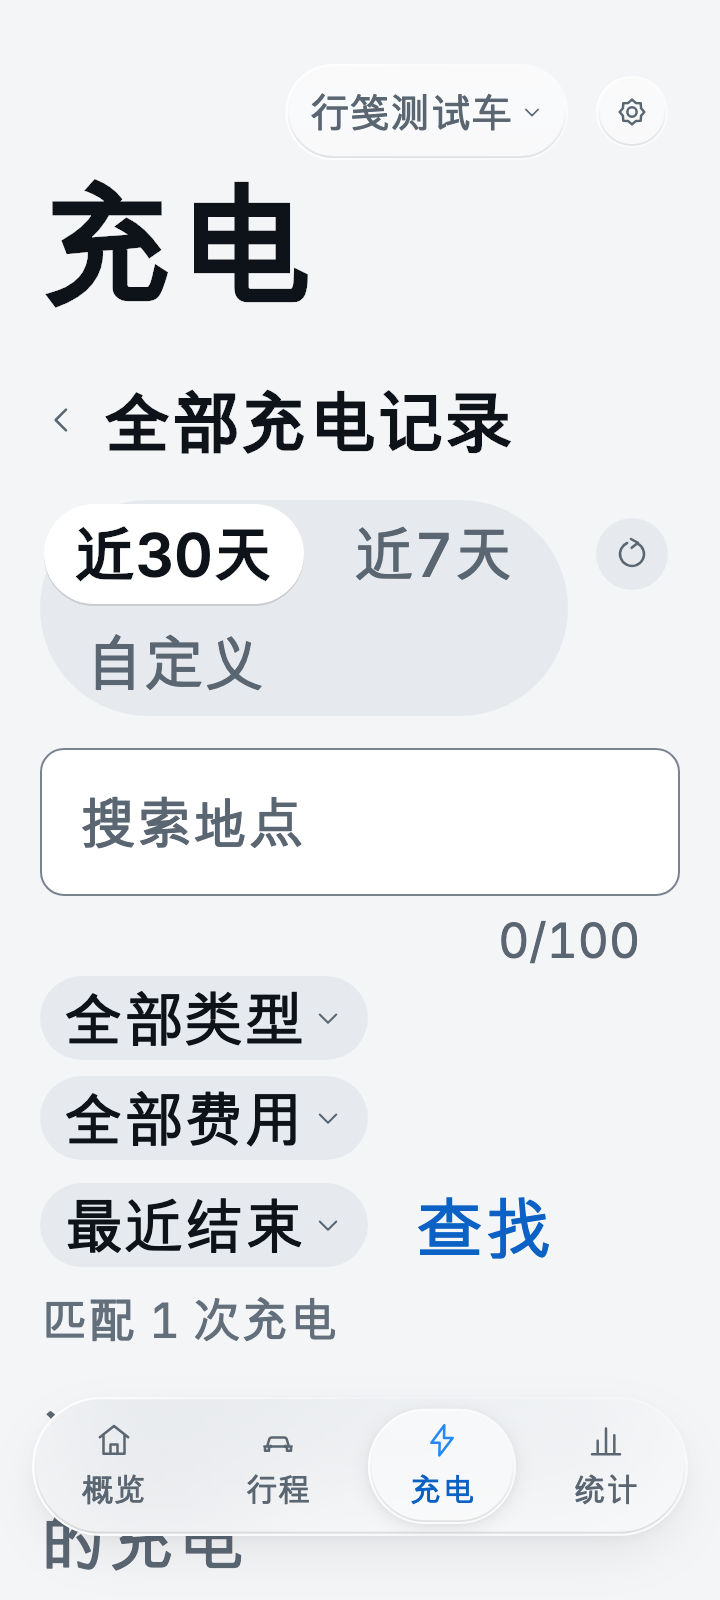 行笺测试车
充电
全部充电记录
近30天 近7天
自定义
搜索地点
0/100
全部类型
全部费用
最近结束 查找
匹配 1 次充电
概览 行程 充电 统计
的充电